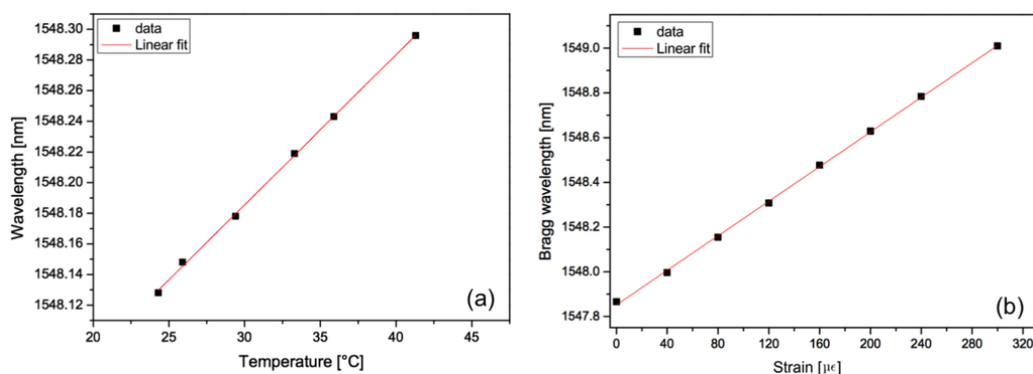 data
Linear fit
1548.30
1548.28
1548.26
1548.24
1548.22
1548.20
1548.18
1548.16
1548.14
1548.12
Wavelength [nm]
20 25 30 35 40 45
Temperature [°C]
(a)
data
Linear fit
1549.0
1548.8
1548.6
1548.4
1548.2
1548.0
1547.8
Bragg wavelength [nm]
0 40 80 120 160 200 240 280 320
Strain [µϵ]
(b)